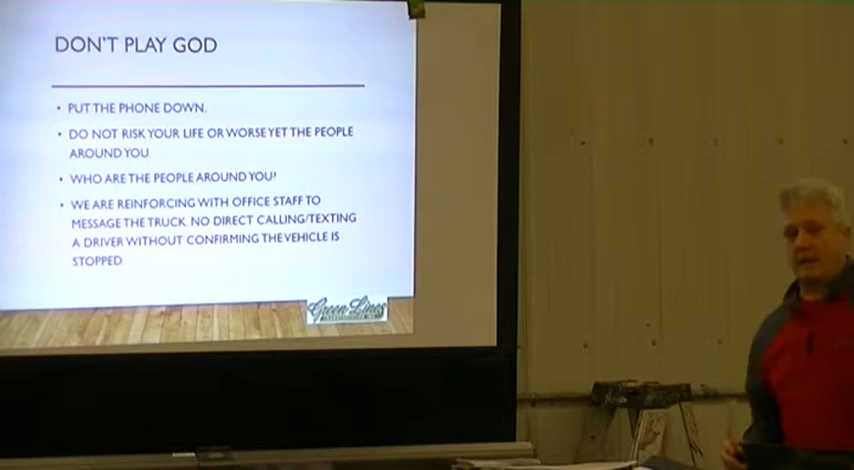 DON'T PLAY GOD
• PUT THE PHONE DOWN.
• DO NOT RISK YOUR LIFE OR WORSE YET THE PEOPLE
AROUND YOU.
• WHO ARE THE PEOPLE AROUND YOU?
• WE ARE REINFORCING WITH OFFICE STAFF TO
MESSAGE THE TRUCK. NO DIRECT CALLING/TEXTING
A DRIVER WITHOUT CONFIRMING THE VEHICLE IS
STOPPED
Green Lines
TRANSPORTATION INC.